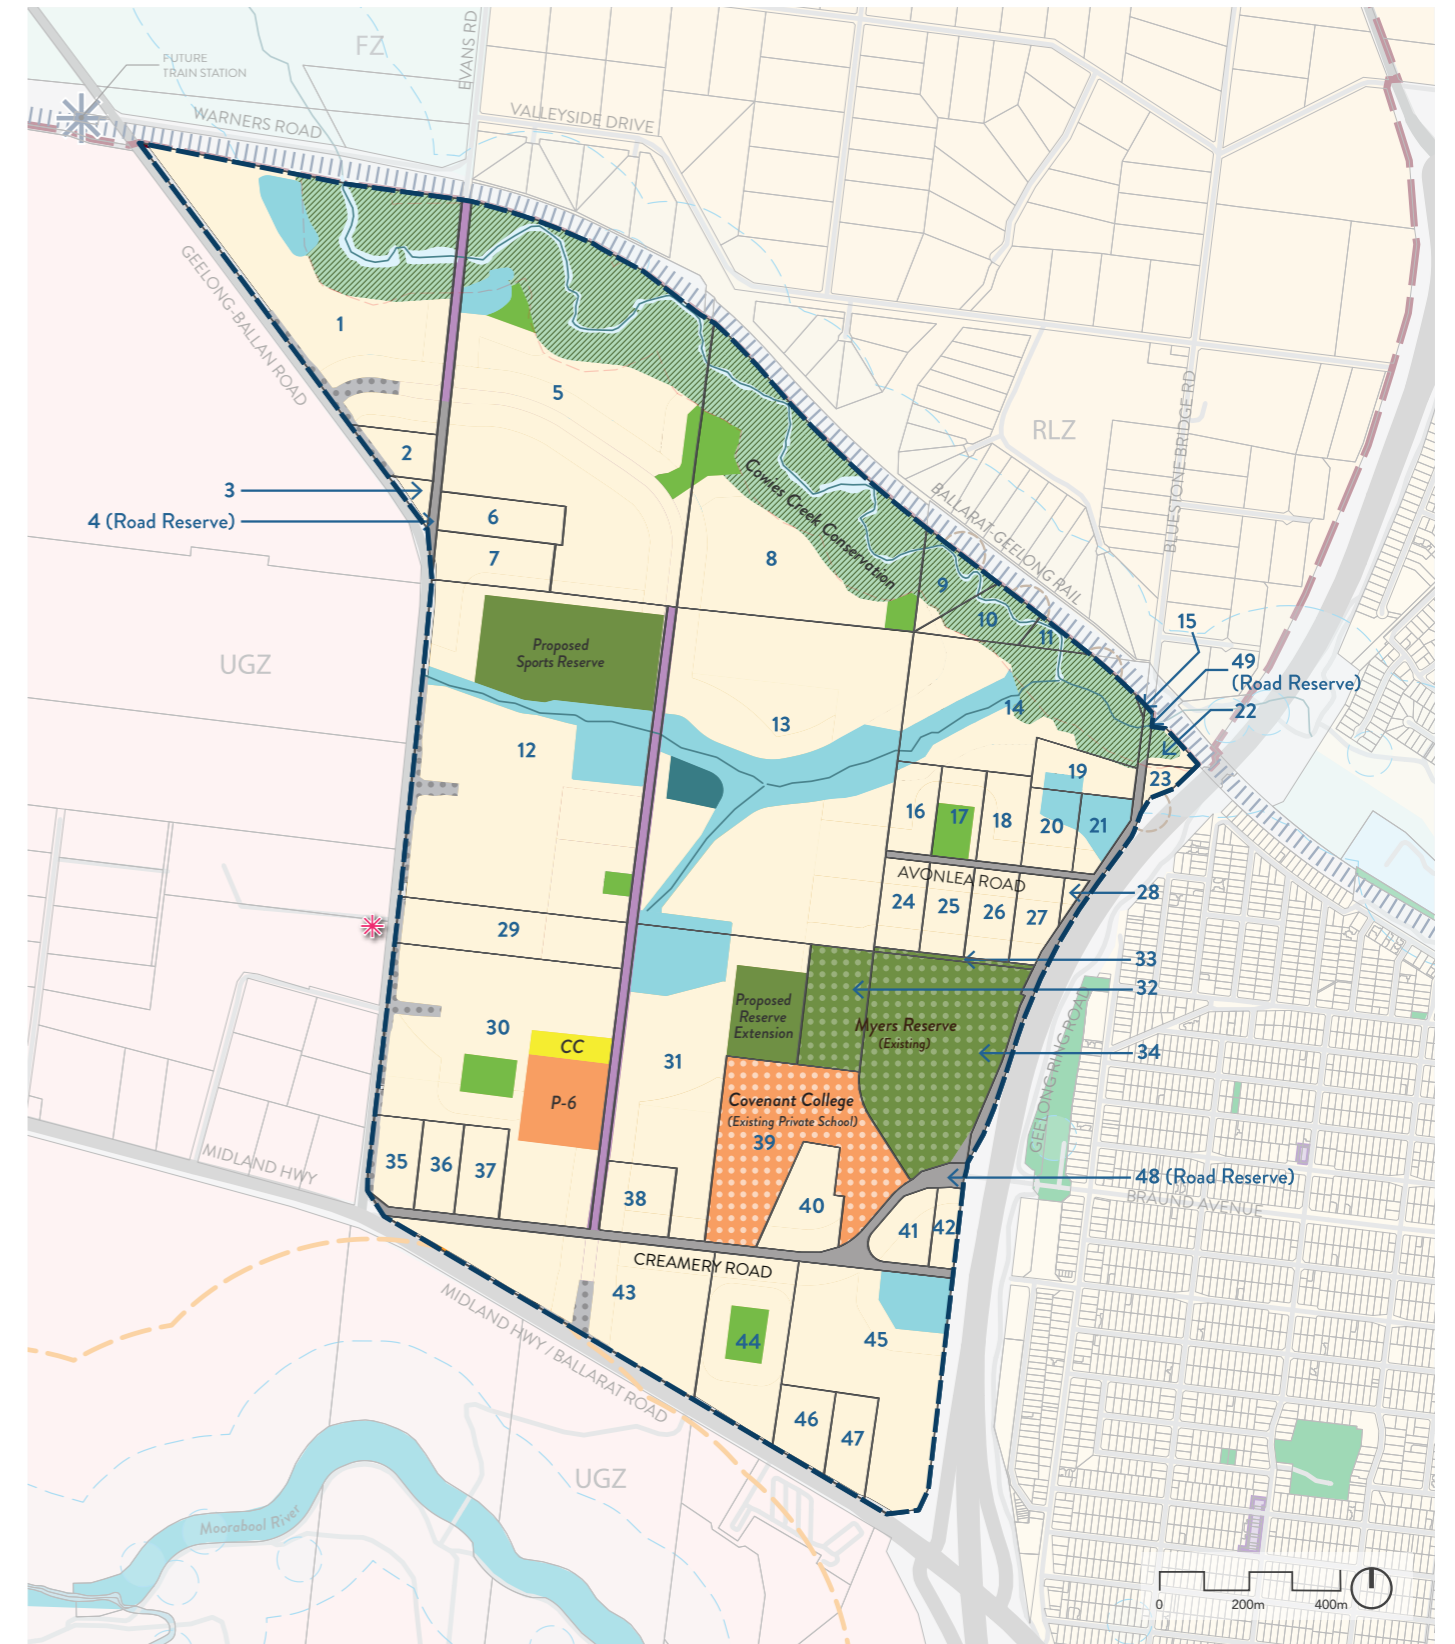 FZ
EVANS RD
FUTURE
TRAIN STATION
WARNERS ROAD
VALLEYSIDE DRIVE
GEELONG-BALLAN ROAD
1
5
2
3
4 (Road Reserve)
6
7
8
Cowies Creek Conservation
RLZ
BLUESTONE BRIDGE RD
BALLARAT-GEELONG RAIL
9
10
11
15
49
(Road Reserve)
22
UGZ
Proposed
Sports Reserve
12
13
14
19
23
16
17
18
20
21
AVONLEA ROAD
24
25
26
27
28
29
33
32
34
30
CC
P-6
31
Proposed
Reserve
Extension
Myers Reserve
(Existing)
Covenant College
(Existing Private School)
39
GEELONG RING ROAD
35
36
37
38
40
41
42
48 (Road Reserve)
BRAUND AVENUE
MIDLAND HWY
CREAMERY ROAD
43
44
45
46
47
MIDLAND HWY / BALLARAT ROAD
UGZ
Moorabool River
0
200m
400m